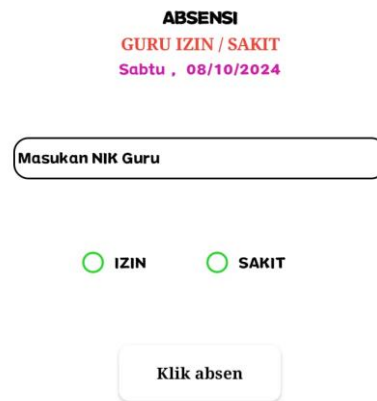 ABSENSI
GURU IZIN / SAKIT
Sabtu , 08/10/2024
Masukan NIK Guru
IZIN SAKIT
Klik absen